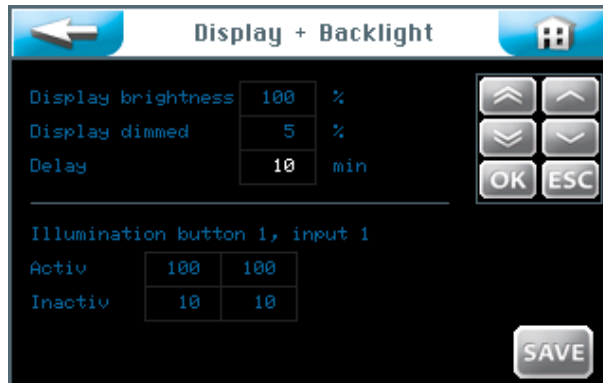 Display + Backlight
Display brightness 100 %
Display dimmed 5 %
Delay 10 min
OK ESC
Illumination button 1, input 1
Activ 100 100
Inactiv 10 10
SAVE